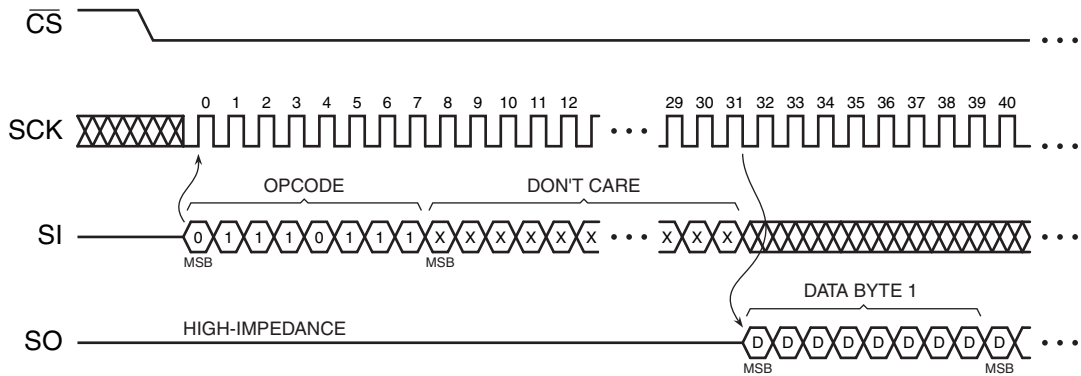 CS
0 1 2 3 4 5 6 7 8 9 10 11 12 29 30 31 32 33 34 35 36 37 38 39 40
SCK
OPCODE DON'T CARE
SI 0 1 1 1 0 1 1 1 X X X X X X X X X
MSB MSB
DATA BYTE 1
HIGH-IMPEDANCE
SO D D D D D D D D D
MSB MSB